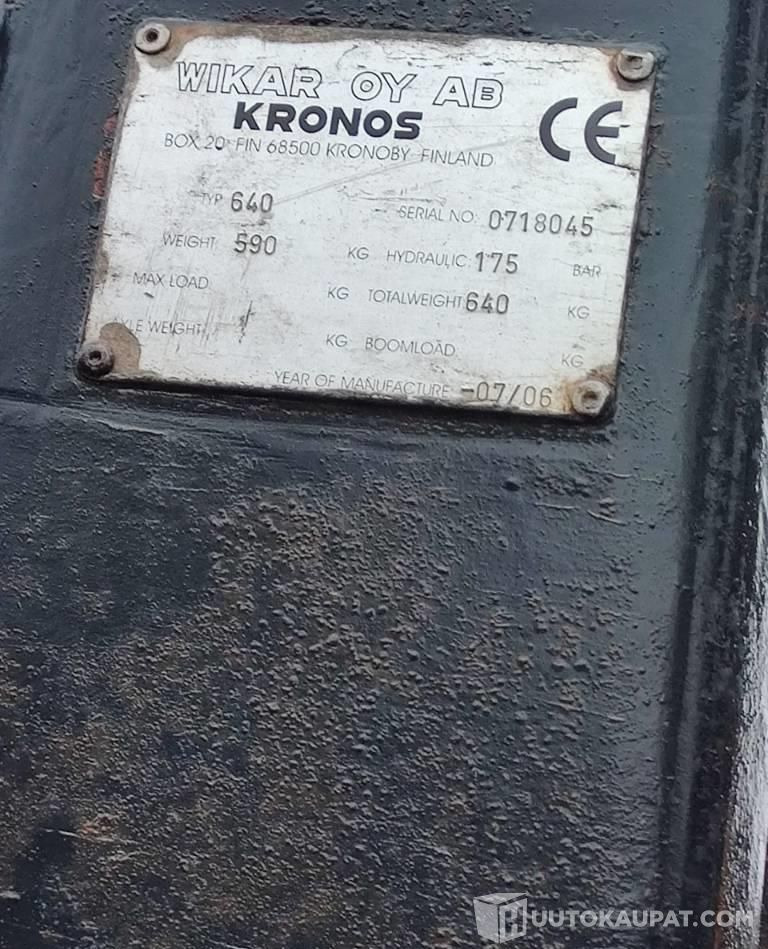 WIKAR OY AB
KRONOS
CE
BOX 20 FIN 68500 KRONOBY FINLAND
TYP 640 SERIAL NO: 0718045
WEIGHT: 590 KG HYDRAULIC: 175 BAR
MAX LOAD KG TOTALWEIGHT 640 KG
AXLE WEIGHT: KG BOOMLOAD KG
YEAR OF MANUFACTURE -07/06
HUUTOKAUPAT.COM